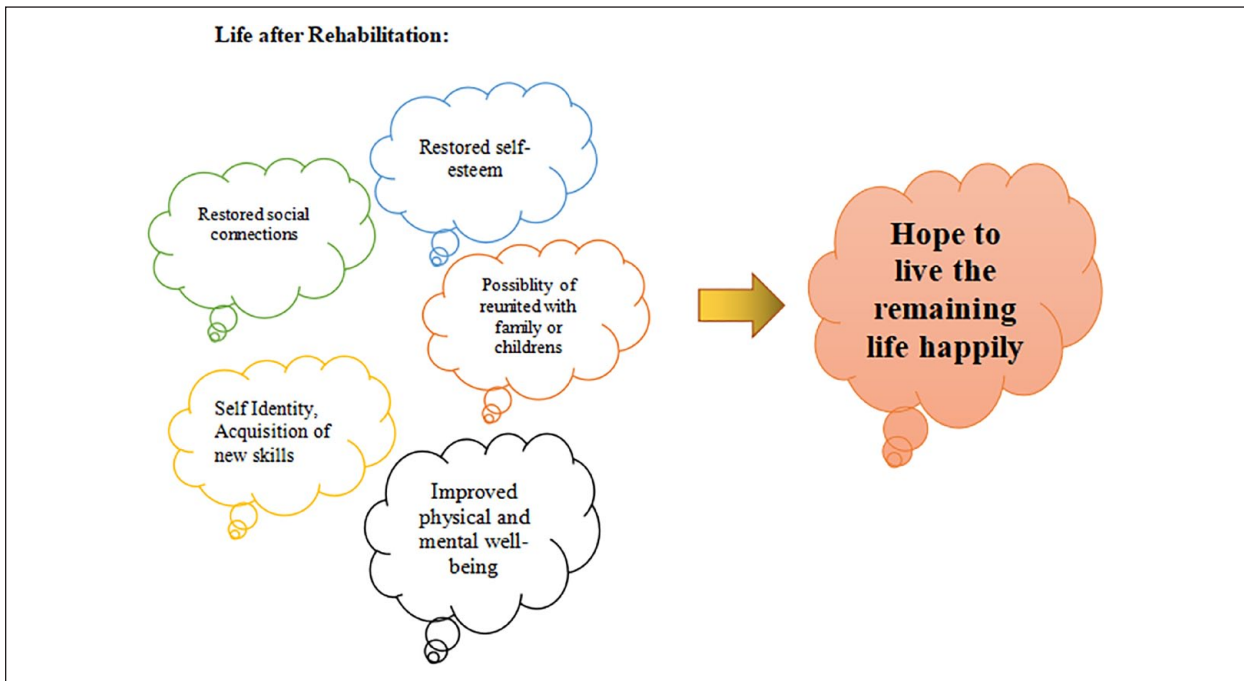 Life after Rehabilitation:
Restored self-
esteem
Restored social
connections
Possiblity of
reunited with
family or
childrens
Self Identity,
Acquisition of
new skills
Improved
physical and
mental well-
being
Hope to
live the
remaining
life happily